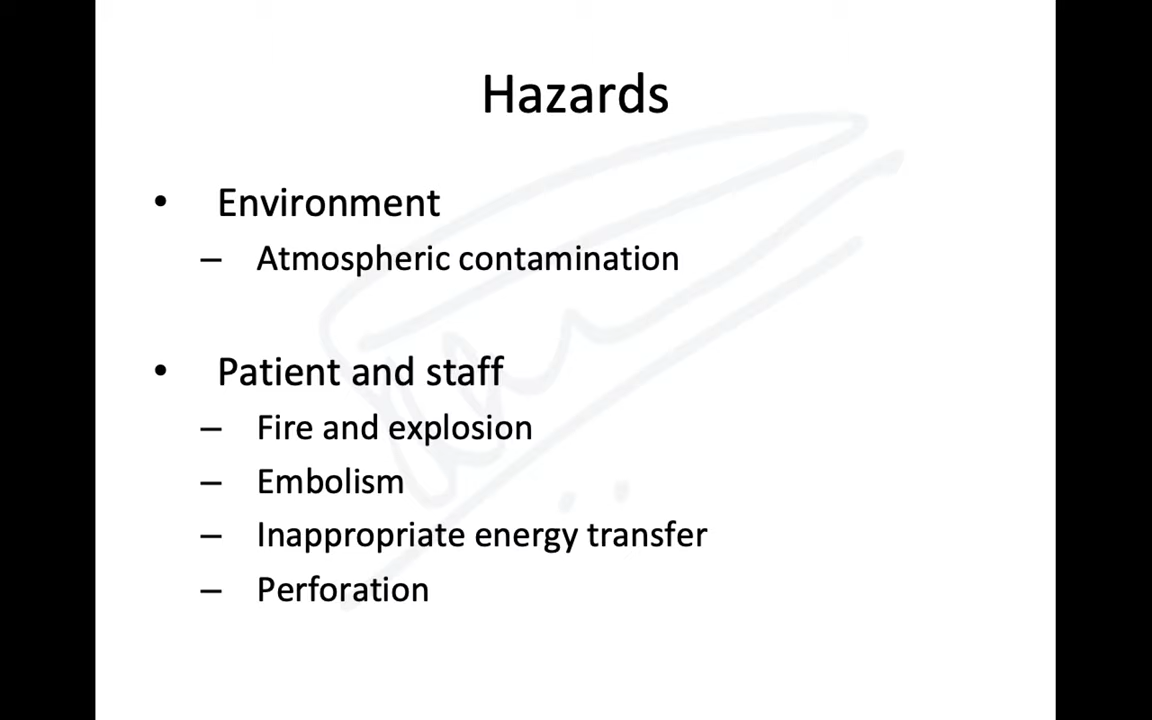 Hazards
• Environment
– Atmospheric contamination
• Patient and staff
– Fire and explosion
– Embolism
– Inappropriate energy transfer
– Perforation